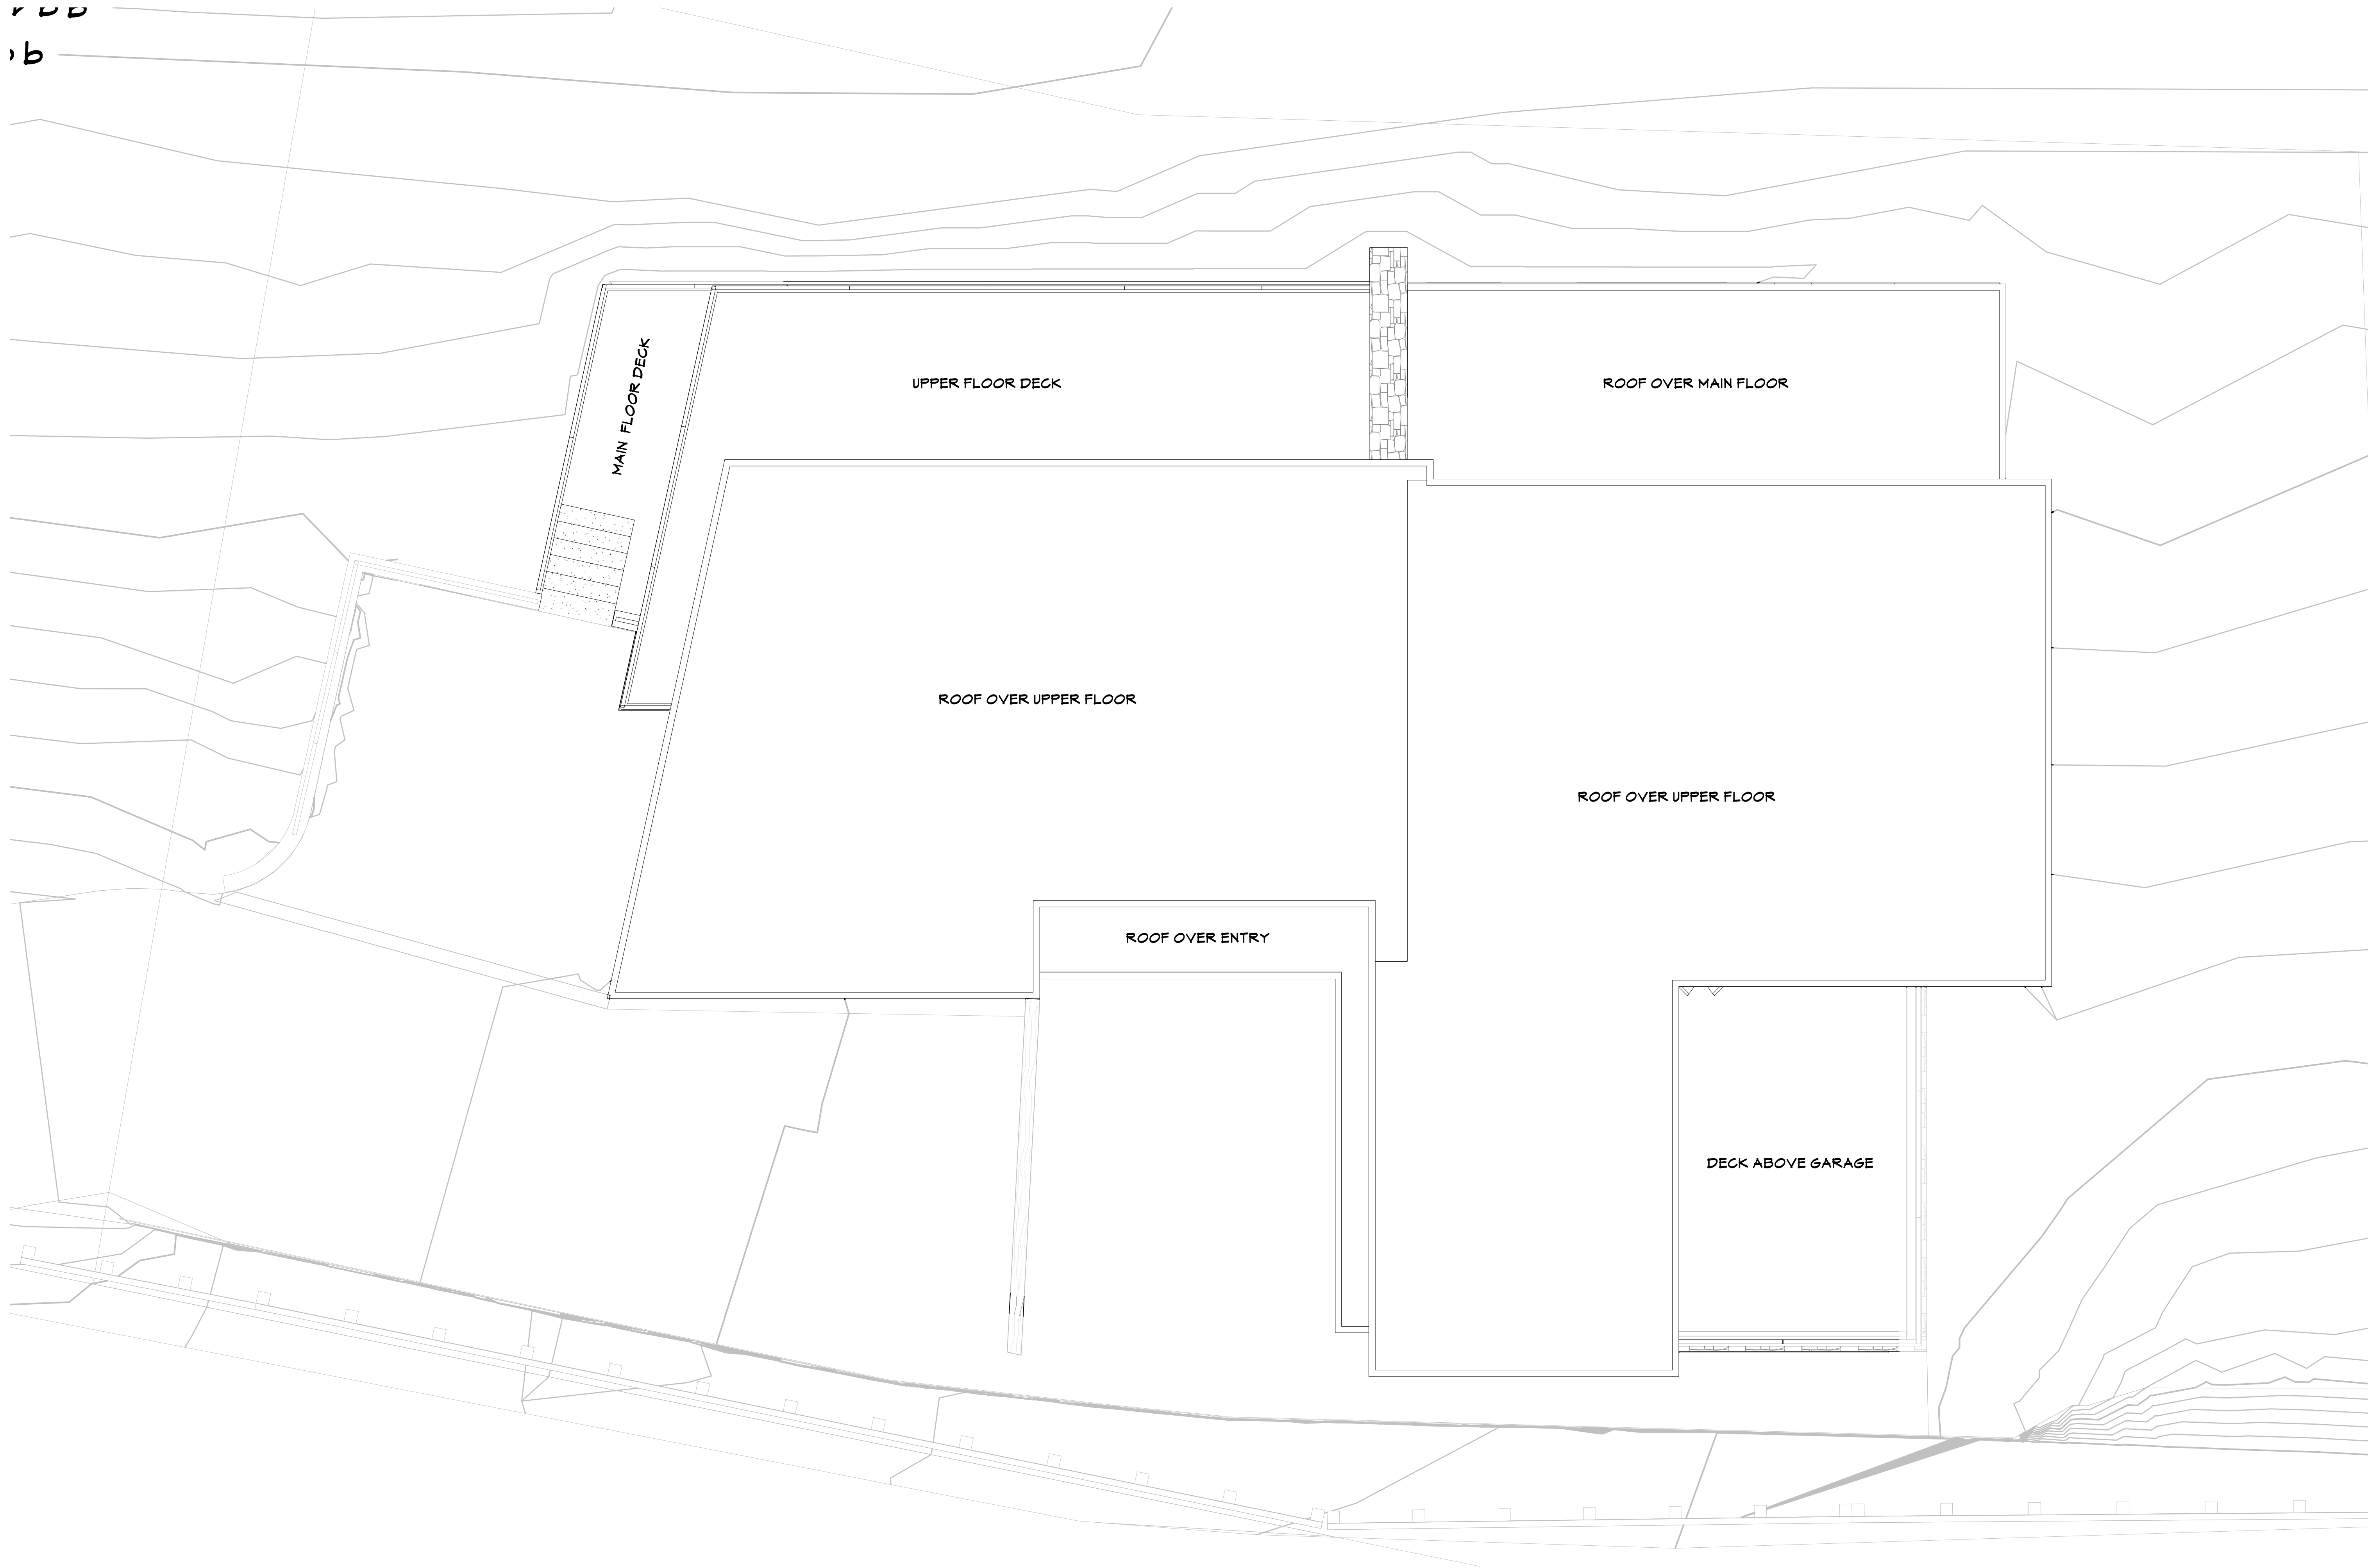 UPPER FLOOR DECK
ROOF OVER MAIN FLOOR
MAIN FLOOR DECK
ROOF OVER UPPER FLOOR
ROOF OVER UPPER FLOOR
ROOF OVER ENTRY
DECK ABOVE GARAGE